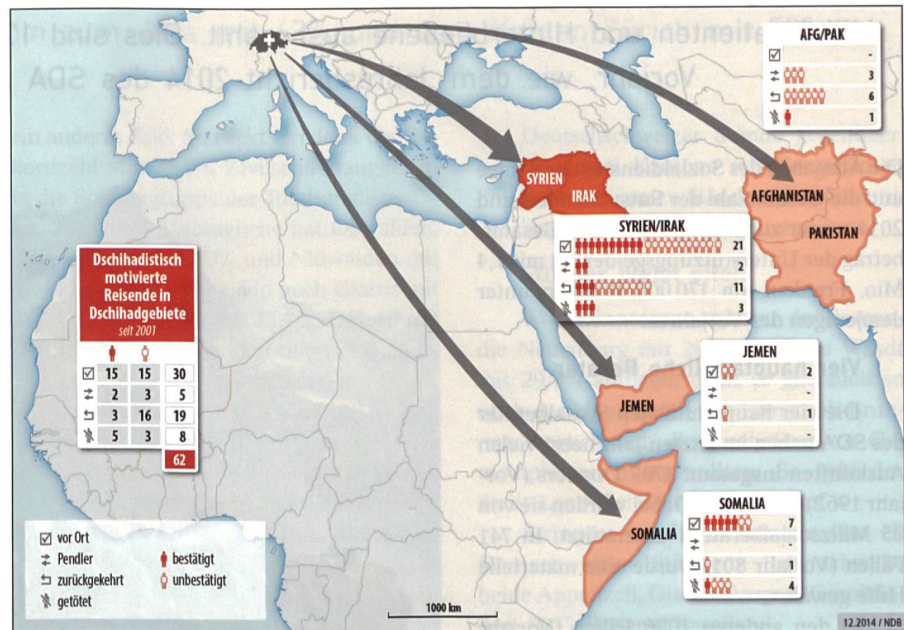 AFG/PAK
-
3
6
1
SYRIEN
IRAK
AFGHANISTAN
PAKISTAN
SYRIEN/IRAK
21
2
11
3
Dschihadistisch
motivierte
Reisende in
Dschihadgebiete
seit 2001
15 15 30
2 3 5
3 16 19
5 3 8
62
JEMEN
2
-
1
-
JEMEN
SOMALIA
7
-
1
4
SOMALIA
vor Ort
Pendler
zurückgekehrt
getötet
bestätigt
unbestätigt
1000 km
12.2014 / NDB